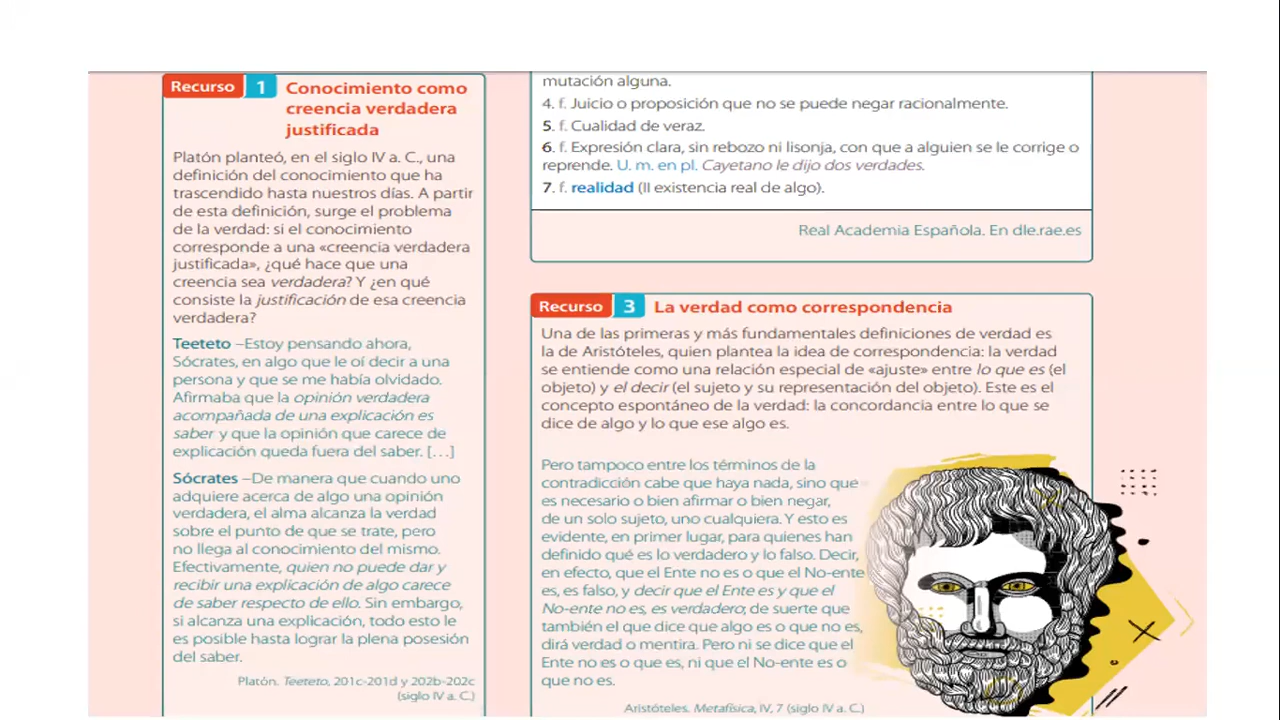 Recurso 1 Conocimiento como
creencia verdadera
justificada
Platón planteó, en el siglo IV a. C., una
definición del conocimiento que ha
trascendido hasta nuestros días. A partir
de esta definición, surge el problema
de la verdad: si el conocimiento
corresponde a una «creencia verdadera
justificada», ¿qué hace que una
creencia sea verdadera? Y ¿en qué
consiste la justificación de esa creencia
verdadera?
Teeteto –Estoy pensando ahora,
Sócrates, en algo que le oí decir a una
persona y que se me había olvidado.
Afirmaba que la opinión verdadera
acompañada de una explicación es
saber y que la opinión que carece de
explicación queda fuera del saber. […]
Sócrates –De manera que cuando uno
adquiere acerca de algo una opinión
verdadera, el alma alcanza la verdad
sobre el punto de que se trate, pero
no llega al conocimiento del mismo.
Efectivamente, quien no puede dar y
recibir una explicación de algo carece
de saber respecto de ello. Sin embargo,
si alcanza una explicación, todo esto le
es posible hasta lograr la plena posesión
del saber.
Platón. Teeteto, 201c-201d y 202b-202c
(siglo IV a. C.)
mutación alguna.
4. f. Juicio o proposición que no se puede negar racionalmente.
5. f. Cualidad de veraz.
6. f. Expresión clara, sin rebozo ni lisonja, con que a alguien se le corrige o
reprende. U. m. en pl. Cayetano le dijo dos verdades.
7. f. realidad (II existencia real de algo).
Real Academia Española. En dle.rae.es
Recurso 3 La verdad como correspondencia
Una de las primeras y más fundamentales definiciones de verdad es
la de Aristóteles, quien plantea la idea de correspondencia: la verdad
se entiende como una relación especial de «ajuste» entre lo que es (el
objeto) y el decir (el sujeto y su representación del objeto). Este es el
concepto espontáneo de la verdad: la concordancia entre lo que se
dice de algo y lo que ese algo es.
Pero tampoco entre los términos de la
contradicción cabe que haya nada, sino que
es necesario o bien afirmar o bien negar,
de un solo sujeto, uno cualquiera. Y esto es
evidente, en primer lugar, para quienes han
definido qué es lo verdadero y lo falso. Decir,
en efecto, que el Ente no es o que el No-ente
es, es falso, y decir que el Ente es y que el
No-ente no es, es verdadero; de suerte que
también el que dice que algo es o que no es,
dirá verdad o mentira. Pero ni se dice que el
Ente no es o que es, ni que el No-ente es o
que no es.
Aristóteles. Metafísica, IV, 7 (siglo IV a. C.)